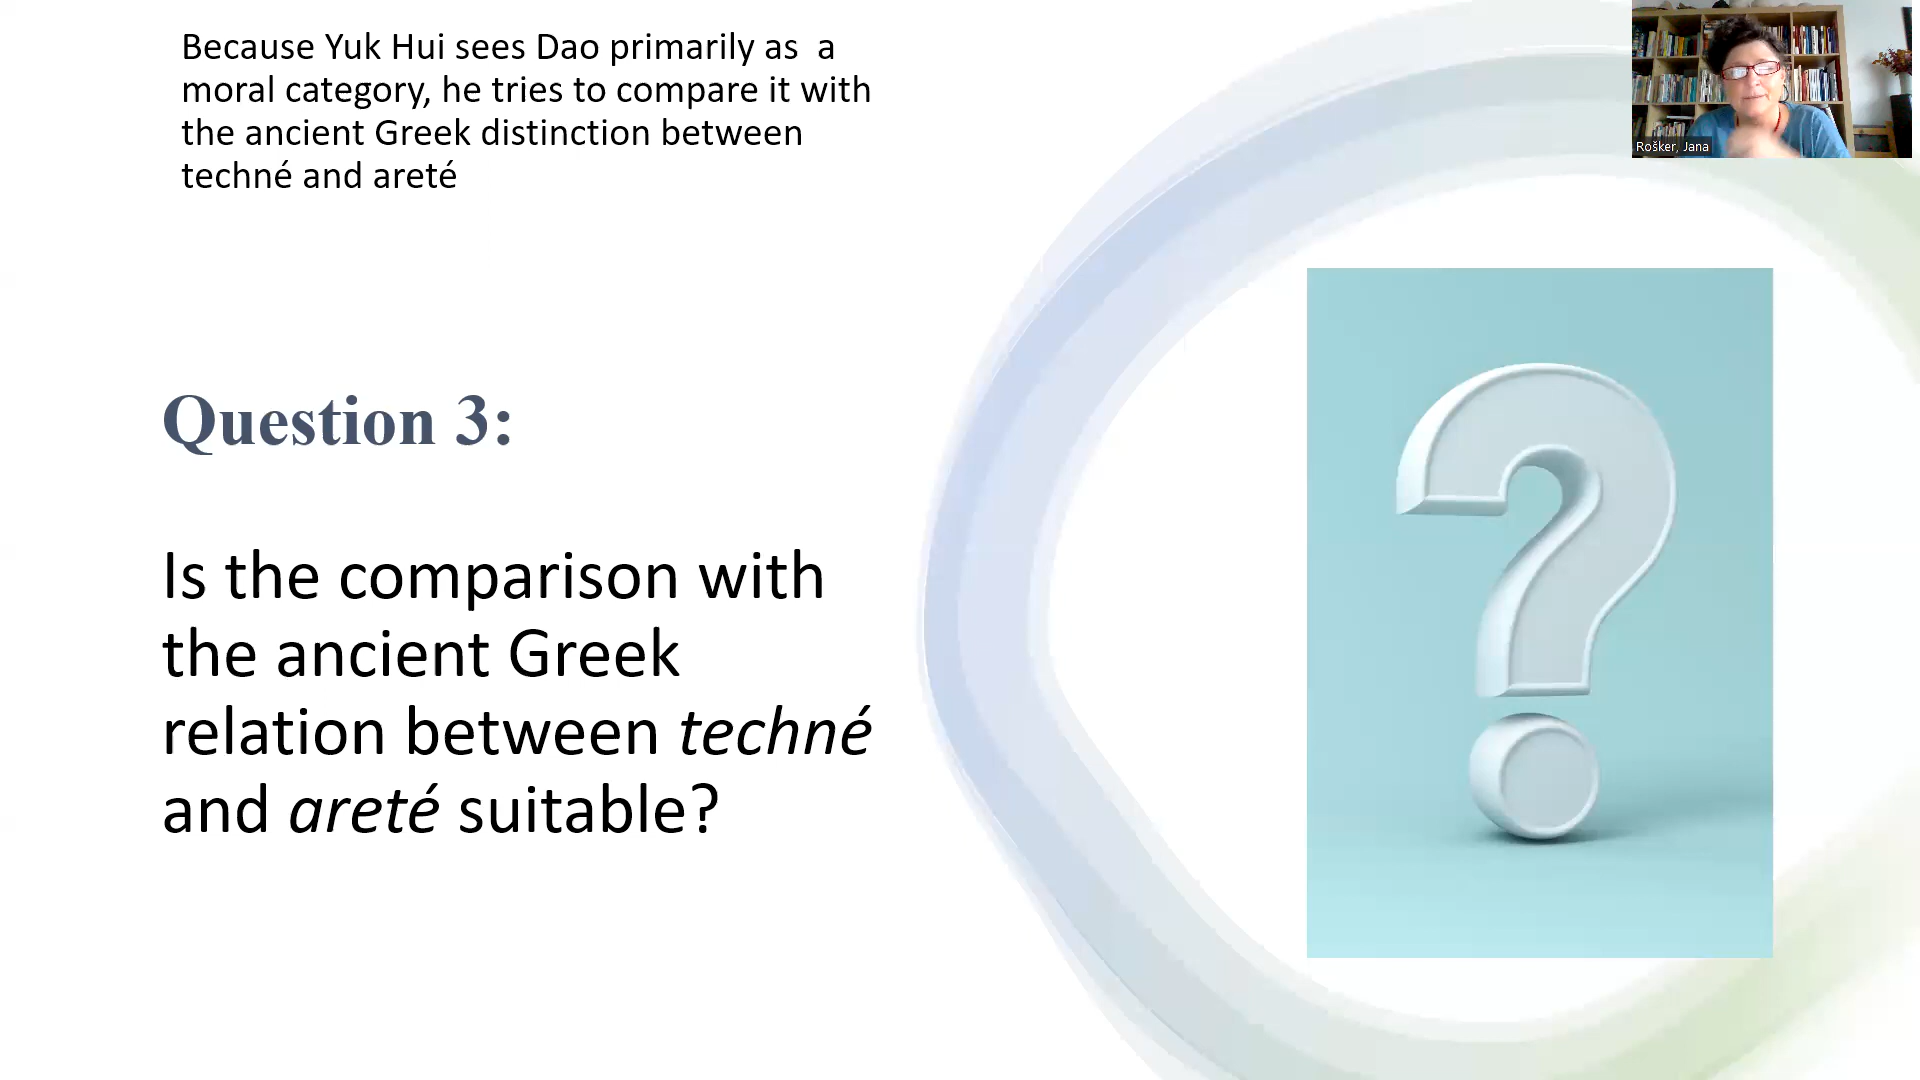 Because Yuk Hui sees Dao primarily as  a
moral category, he tries to compare it with
the ancient Greek distinction between
techné and areté
Rošker, Jana
Question 3:
Is the comparison with
the ancient Greek
relation between techné
and areté suitable?